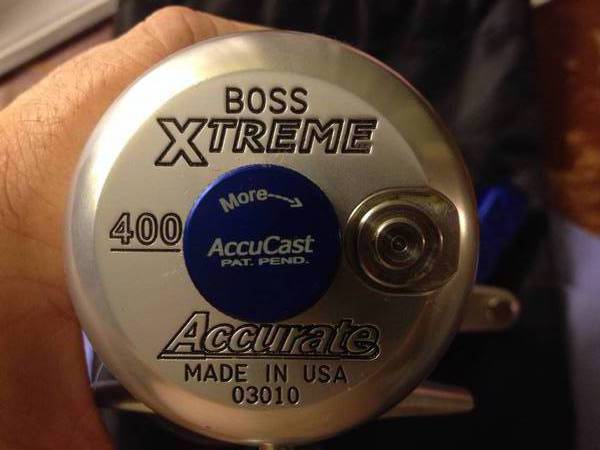 BOSS
XTREME
More
400
AccuCast
PAT. PEND.
Accurate
MADE IN USA
03010